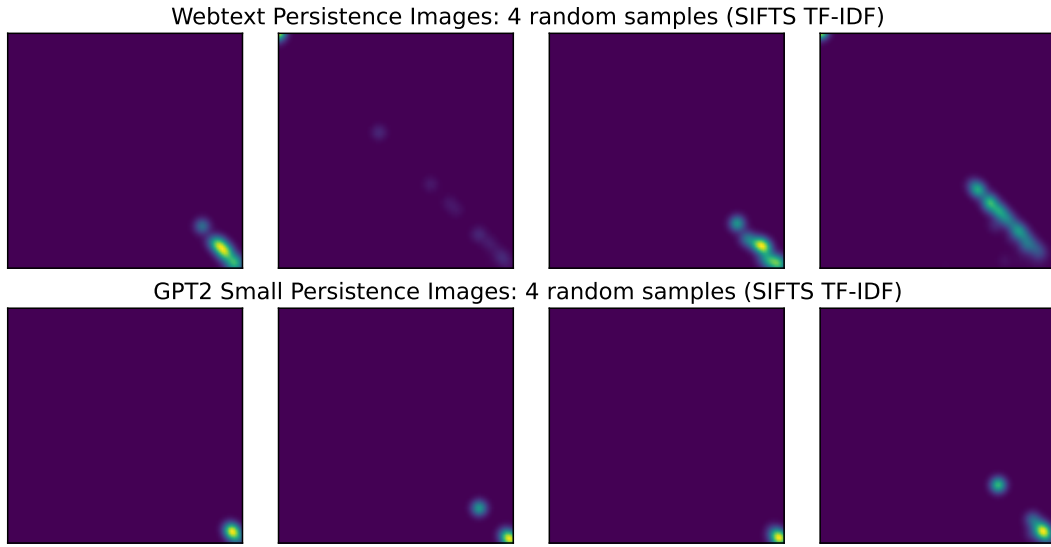 Webtext Persistence Images: 4 random samples (SIFTS TF-IDF)
GPT2 Small Persistence Images: 4 random samples (SIFTS TF-IDF)